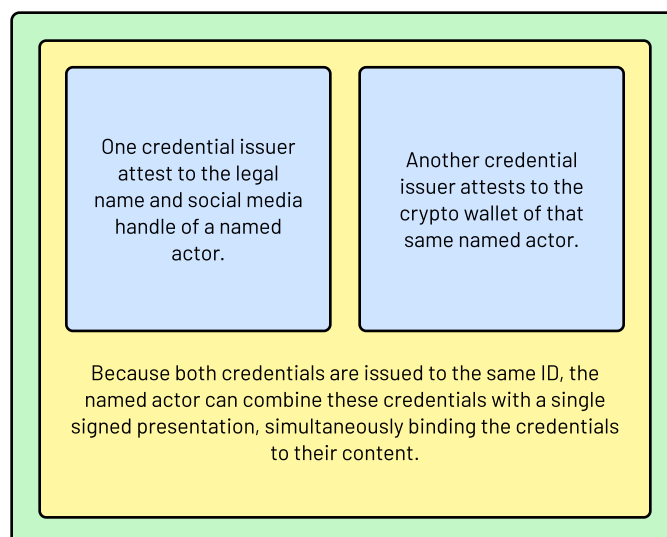 One credential issuer
attest to the legal
name and social media
handle of a named
actor.
Another credential
issuer attests to the
crypto wallet of that
same named actor.
Because both credentials are issued to the same ID, the
named actor can combine these credentials with a single
signed presentation, simultaneously binding the credentials
to their content.